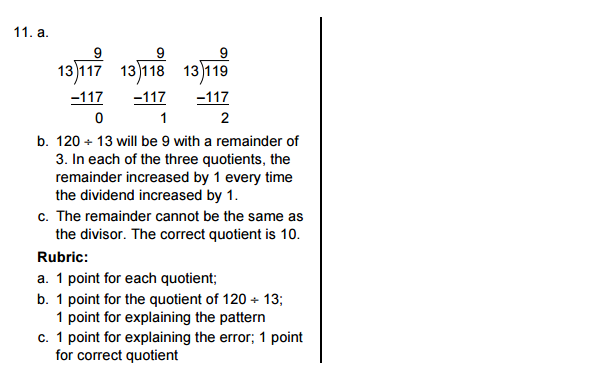 11. a.
9 9 9
13)117 13)118 13)119
–117 –117 –117
0 1 2
b. 120 ÷ 13 will be 9 with a remainder of
3. In each of the three quotients, the
remainder increased by 1 every time
the dividend increased by 1.
c. The remainder cannot be the same as
the divisor. The correct quotient is 10.
Rubric:
a. 1 point for each quotient;
b. 1 point for the quotient of 120 ÷ 13;
1 point for explaining the pattern
c. 1 point for explaining the error; 1 point
for correct quotient